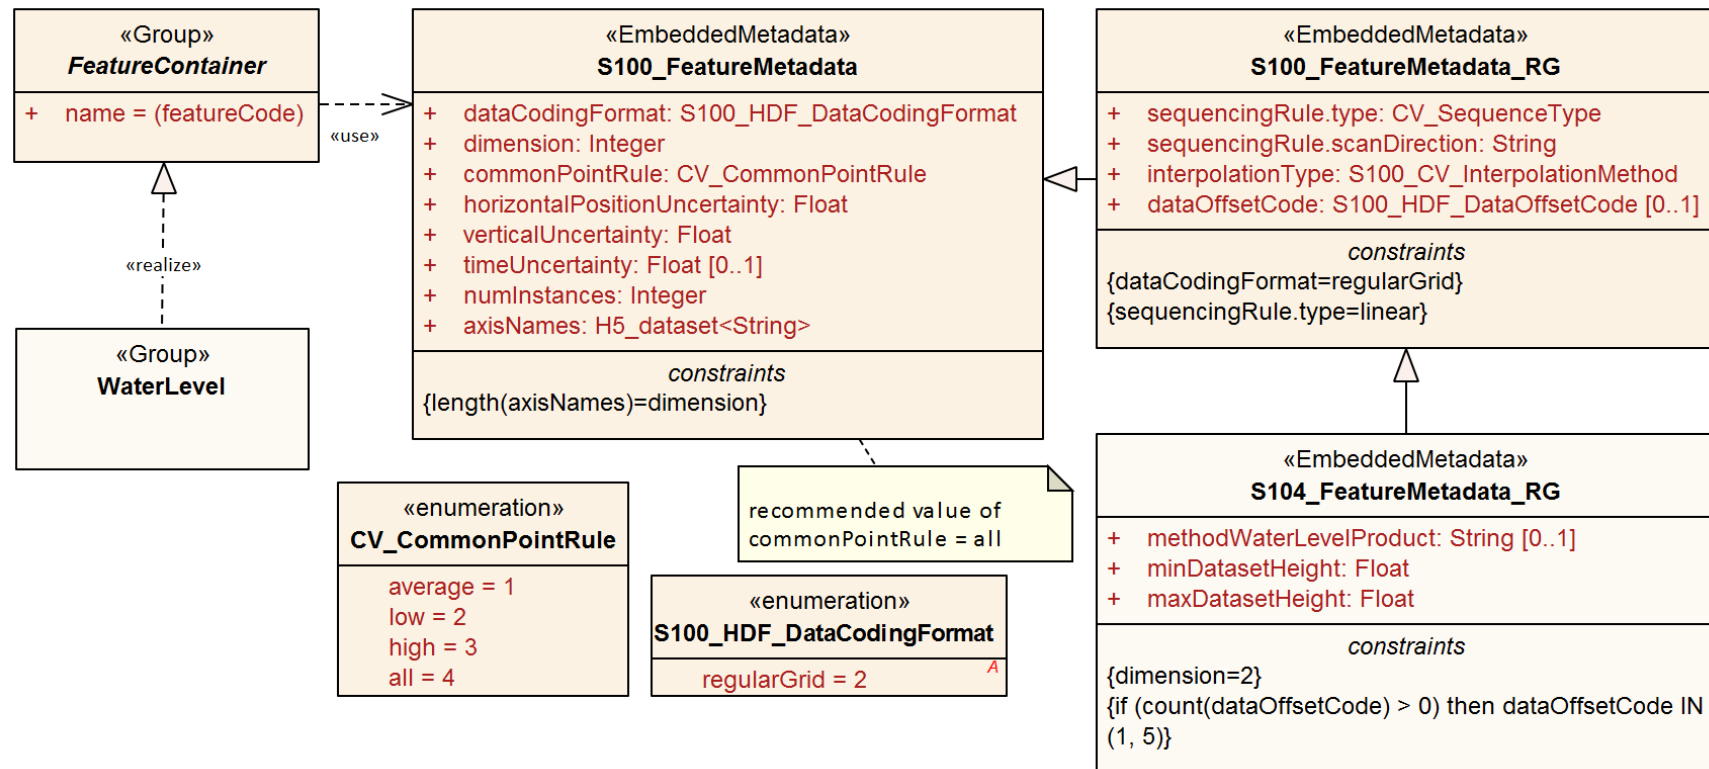 «Group»
FeatureContainer
+ name = (featureCode)
«use»
«realize»
«Group»
WaterLevel
«EmbeddedMetadata»
S100_FeatureMetadata
+ dataCodingFormat: S100_HDF_DataCodingFormat
+ dimension: Integer
+ commonPointRule: CV_CommonPointRule
+ horizontalPositionUncertainty: Float
+ verticalUncertainty: Float
+ timeUncertainty: Float [0..1]
+ numInstances: Integer
+ axisNames: H5_dataset<String>
constraints
{length(axisNames)=dimension}
recommended value of
commonPointRule = all
«enumeration»
CV_CommonPointRule
average = 1
low = 2
high = 3
all = 4
«enumeration»
S100_HDF_DataCodingFormat
A
regularGrid = 2
«EmbeddedMetadata»
S100_FeatureMetadata_RG
+ sequencingRule.type: CV_SequenceType
+ sequencingRule.scanDirection: String
+ interpolationType: S100_CV_InterpolationMethod
+ dataOffsetCode: S100_HDF_DataOffsetCode [0..1]
constraints
{dataCodingFormat=regularGrid}
{sequencingRule.type=linear}
«EmbeddedMetadata»
S104_FeatureMetadata_RG
+ methodWaterLevelProduct: String [0..1]
+ minDatasetHeight: Float
+ maxDatasetHeight: Float
constraints
{dimension=2}
{if (count(dataOffsetCode) > 0) then dataOffsetCode IN
(1, 5)}